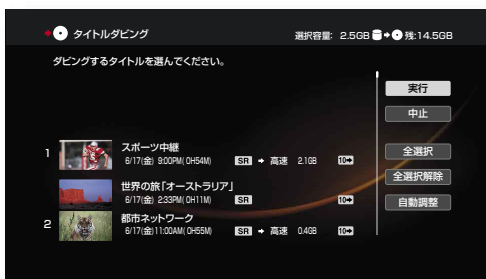 タイトルダビング
選択容量: 2.5GB ➡ 残:14.5GB
ダビングするタイトルを選んでください。
実行
中止
全選択
全選択解除
自動調整
1 スポーツ中継
6/17(金) 9:00PM( 0H54M) SR ➡ 高速 2.1GB 10➡
世界の旅「オーストラリア」
6/17(金) 2:33PM( 0H11M) SR 10➡
2 都市ネットワーク
6/17(金)11:00AM( 0H55M) SR ➡ 高速 0.4GB 10➡